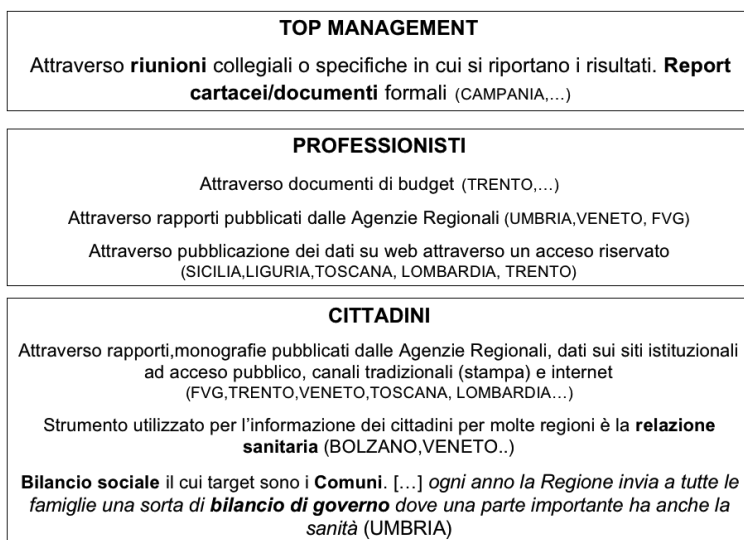 TOP MANAGEMENT
Attraverso riunioni collegiali o specifiche in cui si riportano i risultati. Report
cartacei/documenti formali (CAMPANIA,...)
PROFESSIONISTI
Attraverso documenti di budget (TRENTO,...)
Attraverso rapporti pubblicati dalle Agenzie Regionali (UMBRIA,VENETO, FVG)
Attraverso pubblicazione dei dati su web attraverso un acceso riservato
(SICILIA,LIGURIA,TOSCANA, LOMBARDIA, TRENTO)
CITTADINI
Attraverso rapporti,monografie pubblicati dalle Agenzie Regionali, dati sui siti istituzionali
ad acceso pubblico, canali tradizionali (stampa) e internet
(FVG,TRENTO,VENETO,TOSCANA, LOMBARDIA...)
Strumento utilizzato per l'informazione dei cittadini per molte regioni è la relazione
sanitaria (BOLZANO,VENETO..)
Bilancio sociale il cui target sono i Comuni. [...] ogni anno la Regione invia a tutte le
famiglie una sorta di bilancio di governo dove una parte importante ha anche la
sanità (UMBRIA)